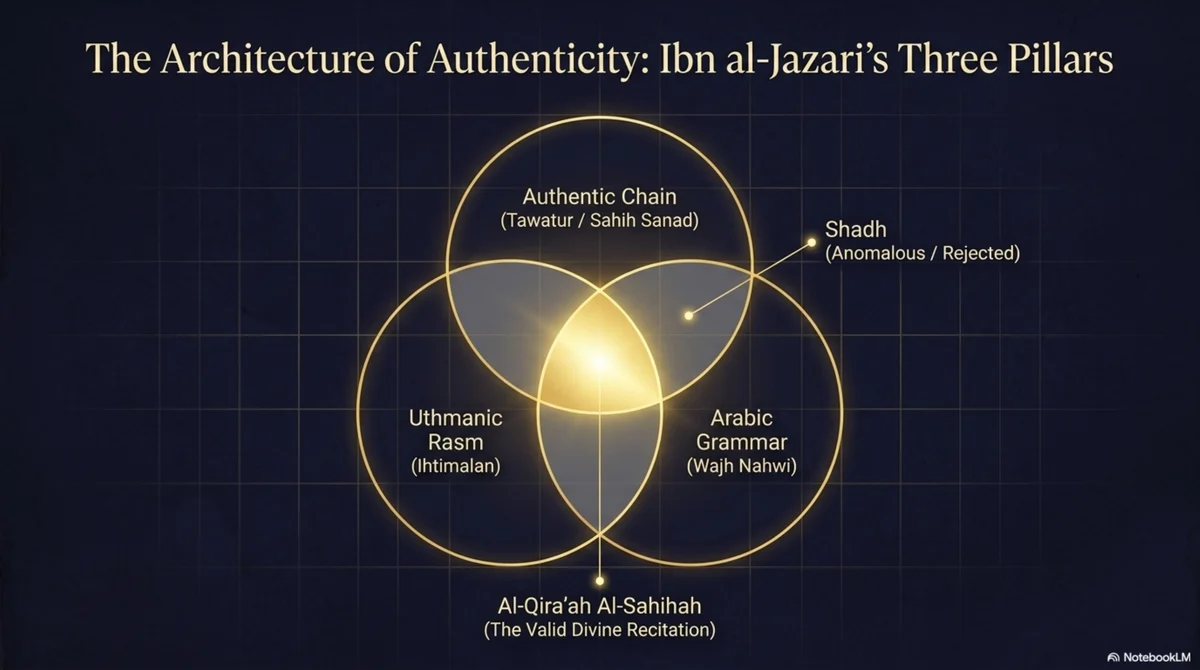 The Architecture of Authenticity: Ibn al-Jazari's Three Pillars
Authentic Chain
(Tawatur / Sahih Sanad)
Shadh
(Anomalous / Rejected)
Uthmanic
Rasm
(Ihtimalan)
Arabic
Grammar
(Wajh Nahwi)
Al-Qira'ah Al-Sahihah
(The Valid Divine Recitation)
NotebookLM